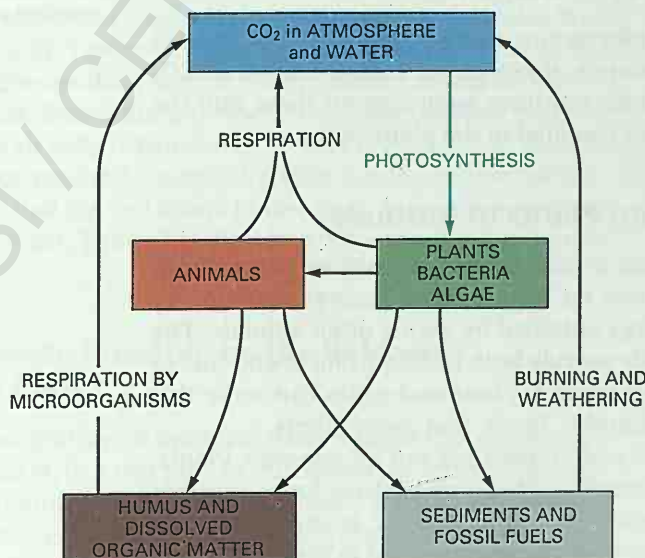 CO₂ in ATMOSPHERE
and WATER
RESPIRATION
PHOTOSYNTHESIS
ANIMALS
PLANTS
BACTERIA
ALGAE
RESPIRATION BY
MICROORGANISMS
BURNING AND
WEATHERING
HUMUS AND
DISSOLVED
ORGANIC MATTER
SEDIMENTS AND
FOSSIL FUELS